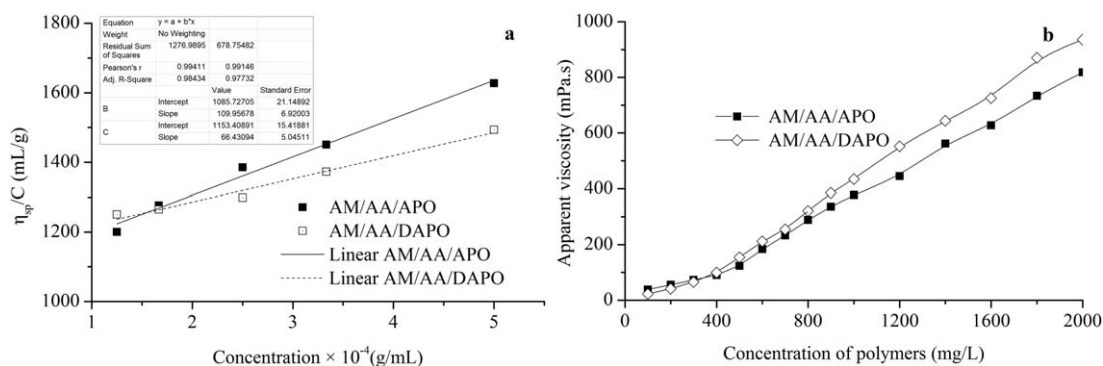 1800
1600
1400
1200
1000
η_sp/C (mL/g)
Equation y = a + b*x
Weight No Weighting
Residual Sum of Squares 1276.9895 678.75482
Pearson's r 0.99411 0.99146
Adj. R-Square 0.98434 0.97732
Value Standard Error
B Intercept 1085.72705 21.14892
Slope 109.95678 6.92003
C Intercept 1153.40891 15.41881
Slope 66.43094 5.04511
a
AM/AA/APO
AM/AA/DAPO
Linear AM/AA/APO
Linear AM/AA/DAPO
1 2 3 4 5
Concentration × 10⁻⁴(g/mL)
1000
800
600
400
200
0
Apparent viscosity (mPa.s)
b
AM/AA/APO
AM/AA/DAPO
0 400 800 1200 1600 2000
Concentration of polymers (mg/L)